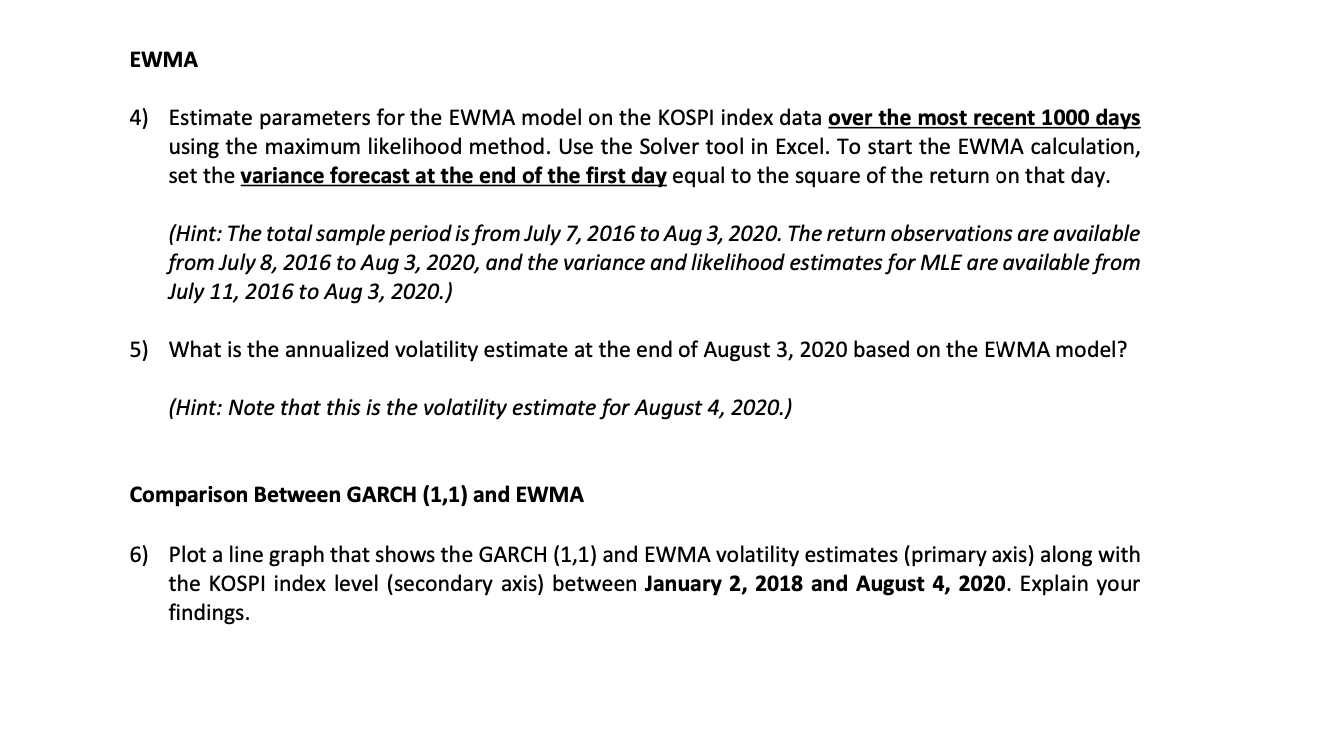 EWMA
4) Estimate parameters for the EWMA model on the KOSPI index data over the most recent 1000 days
using the maximum likelihood method. Use the Solver tool in Excel. To start the EWMA calculation,
set the variance forecast at the end of the first day equal to the square of the return on that day.
(Hint: The total sample period is from July 7, 2016 to Aug 3, 2020. The return observations are available
from July 8, 2016 to Aug 3, 2020, and the variance and likelihood estimates for MLE are available from
July 11, 2016 to Aug 3, 2020.)
5) What is the annualized volatility estimate at the end of August 3, 2020 based on the EWMA model?
(Hint: Note that this is the volatility estimate for August 4, 2020.)
Comparison Between GARCH (1,1) and EWMA
6) Plot a line graph that shows the GARCH (1,1) and EWMA volatility estimates (primary axis) along with
the KOSPI index level (secondary axis) between January 2, 2018 and August 4, 2020. Explain your
findings.